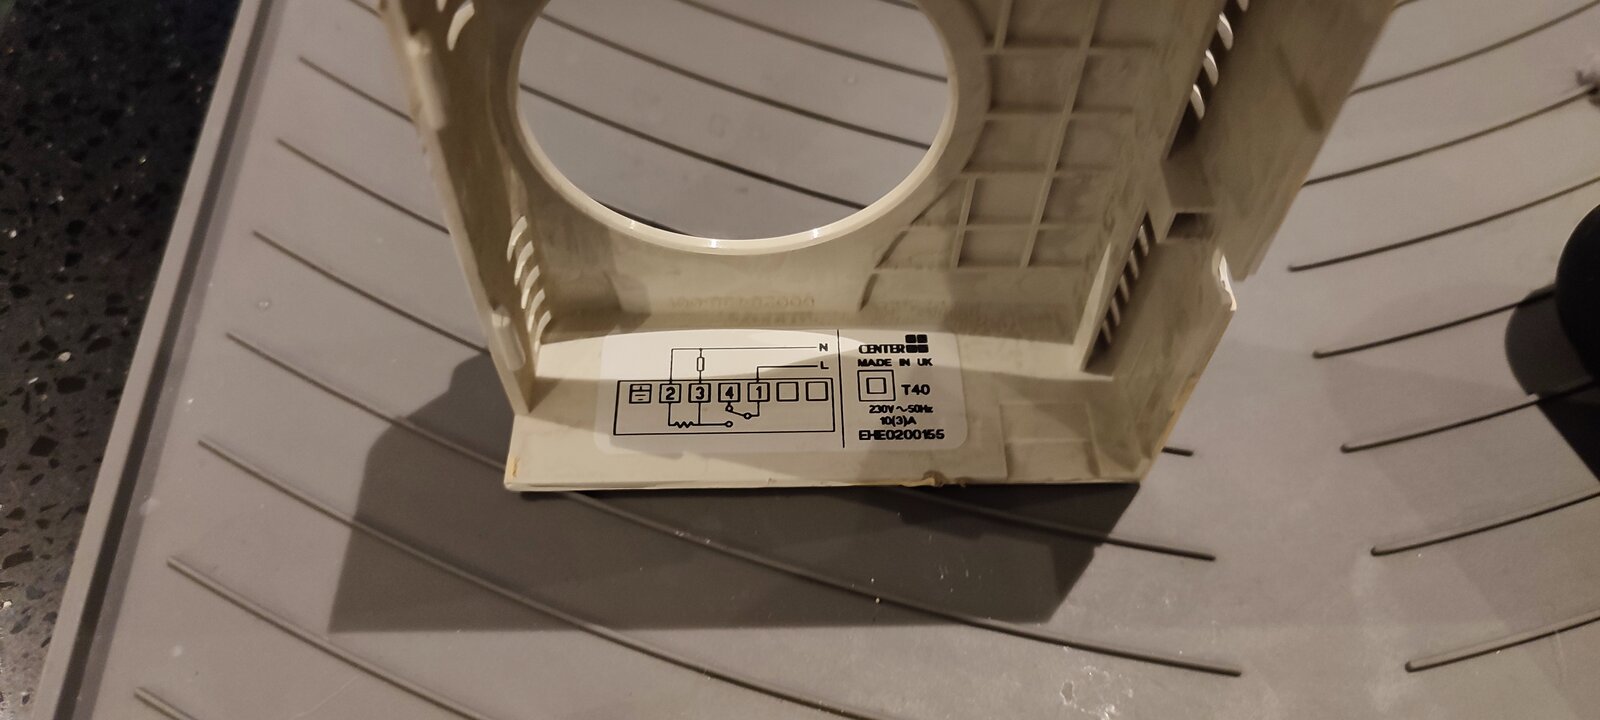 N
L
2 3 4 1
CENTER
MADE IN UK
T40
230V ~50Hz
10(3)A
EHE0200155